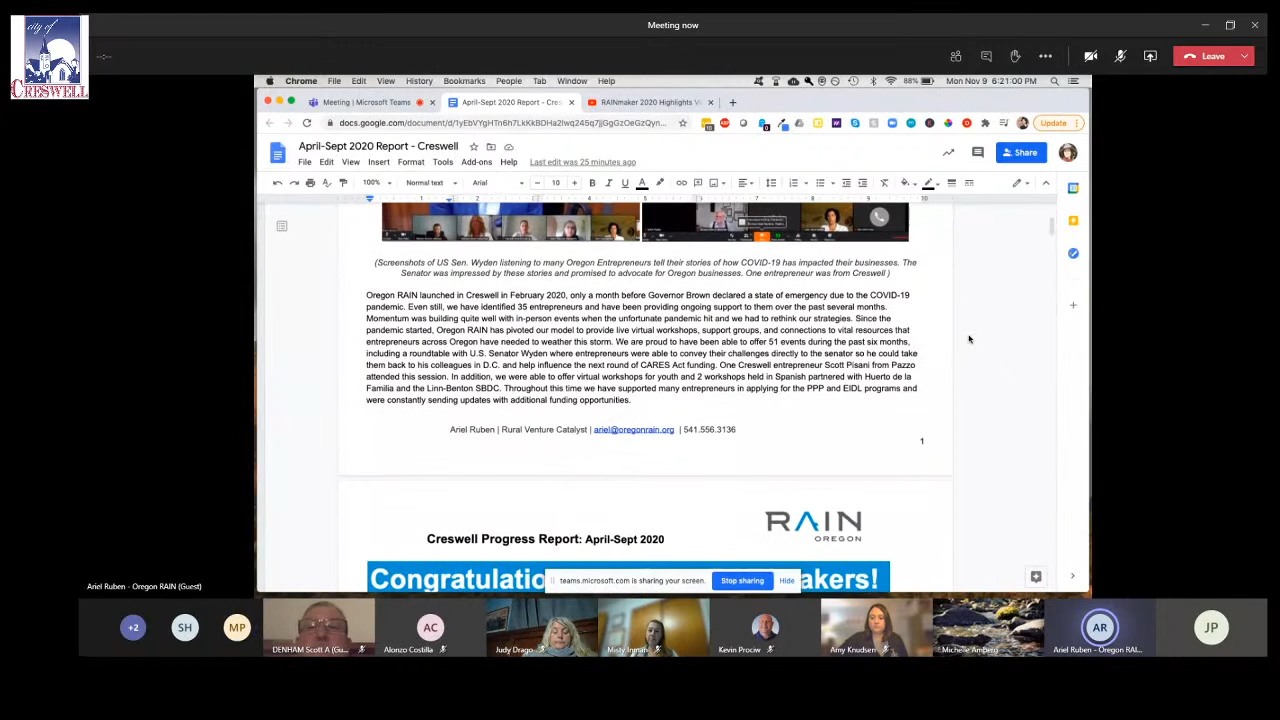 city of
CRESWELL
Meeting now
--:--
Leave
Chrome File Edit View History Bookmarks People Tab Window Help
88% Mon Nov 9 6:21:00 PM
Meeting | Microsoft Teams
April-Sept 2020 Report - Cres
RAINmaker 2020 Highlights Vi
docs.google.com/document/d/1yEbVYgHTn6h7LkKkBDHa2lwq245q7jjGgGzOeGzQyn...
Update
April-Sept 2020 Report - Creswell
File Edit View Insert Format Tools Add-ons Help Last edit was 25 minutes ago
Share
100% Normal text Arial 10
1 2 3 4 5 6 7 8 9 10
(Screenshots of US Sen. Wyden listening to many Oregon Entrepreneurs tell their stories of how COVID-19 has impacted their businesses. The
Senator was impressed by these stories and promised to advocate for Oregon businesses. One entrepreneur was from Creswell )
Oregon RAIN launched in Creswell in February 2020, only a month before Governor Brown declared a state of emergency due to the COVID-19
pandemic. Even still, we have identified 35 entrepreneurs and have been providing ongoing support to them over the past several months.
Momentum was building quite well with in-person events when the unfortunate pandemic hit and we had to rethink our strategies. Since the
pandemic started, Oregon RAIN has pivoted our model to provide live virtual workshops, support groups, and connections to vital resources that
entrepreneurs across Oregon have needed to weather this storm. We are proud to have been able to offer 51 events during the past six months,
including a roundtable with U.S. Senator Wyden where entrepreneurs were able to convey their challenges directly to the senator so he could take
them back to his colleagues in D.C. and help influence the next round of CARES Act funding. One Creswell entrepreneur Scott Pisani from Pazzo
attended this session. In addition, we were able to offer virtual workshops for youth and 2 workshops held in Spanish partnered with Huerto de la
Familia and the Linn-Benton SBDC. Throughout this time we have supported many entrepreneurs in applying for the PPP and EIDL programs and
were constantly sending updates with additional funding opportunities.
Ariel Ruben | Rural Venture Catalyst | ariel@oregonrain.org | 541.556.3136
1
RAIN
OREGON
Creswell Progress Report: April-Sept 2020
Congratulatio akers!
teams.microsoft.com is sharing your screen. Stop sharing Hide
Ariel Ruben - Oregon RAIN (Guest)
+2 SH MP AC AR JP
DENHAM Scott A (Gu... Alonzo Costilla Judy Drago Misty Inman Kevin Prociw Amy Knudsen Michelle Amberg Ariel Ruben - Oregon RAI...